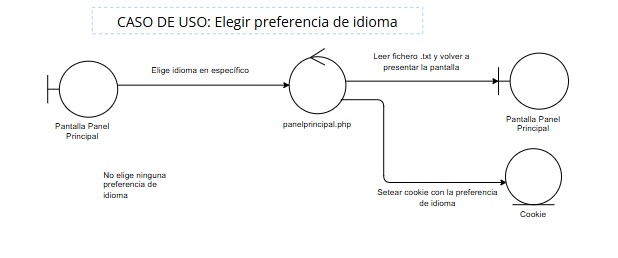 CASO DE USO: Elegir preferencia de idioma
Leer fichero .txt y volver a
presentar la pantalla
Elige idioma en específico
Pantalla Panel
Principal
panelprincipal.php
Pantalla Panel
Principal
No elige ninguna
preferencia de
idioma
Setear cookie con la preferencia
de idioma
Cookie